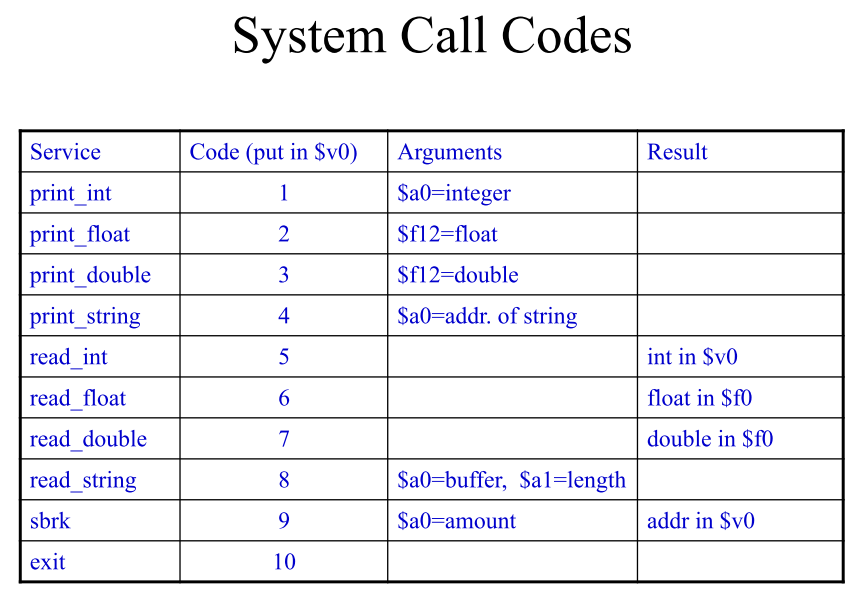 System Call Codes
Service Code (put in $v0) Arguments Result
print_int 1 $a0=integer
print_float 2 $f12=float
print_double 3 $f12=double
print_string 4 $a0=addr. of string
read_int 5 int in $v0
read_float 6 float in $f0
read_double 7 double in $f0
read_string 8 $a0=buffer, $a1=length
sbrk 9 $a0=amount addr in $v0
exit 10